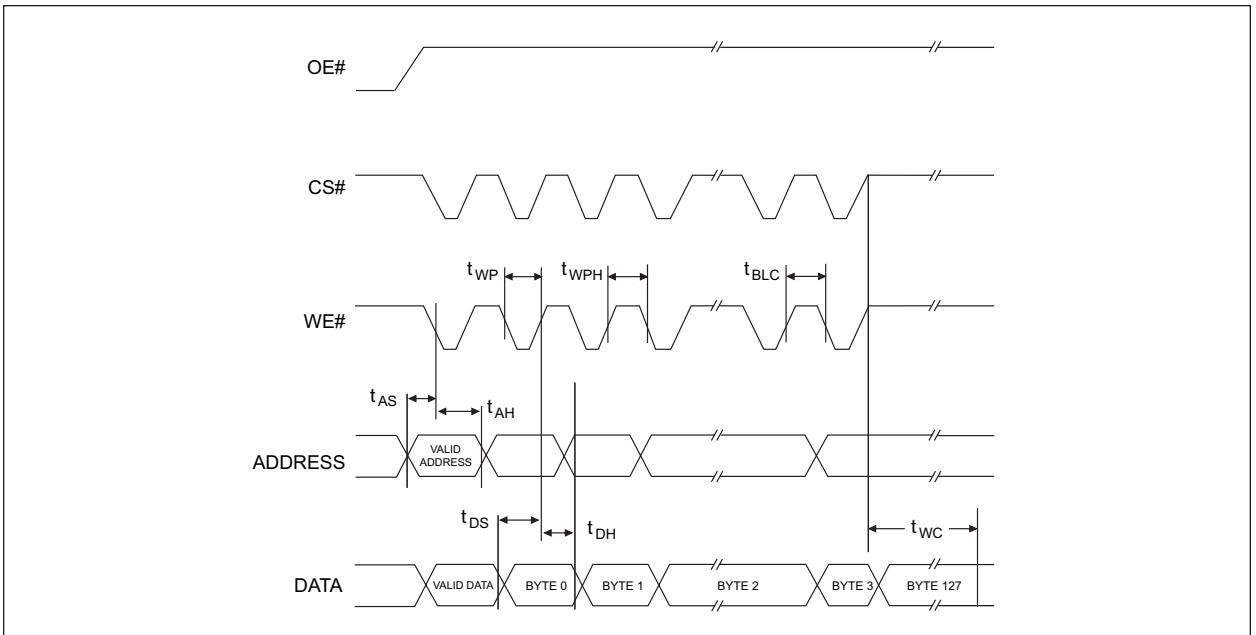 OE#
CS#
tWP
tWPH
tBLC
WE#
tAS
tAH
VALID
ADDRESS
ADDRESS
tDS
tDH
tWC
DATA
VALID DATA
BYTE 0
BYTE 1
BYTE 2
BYTE 3
BYTE 127